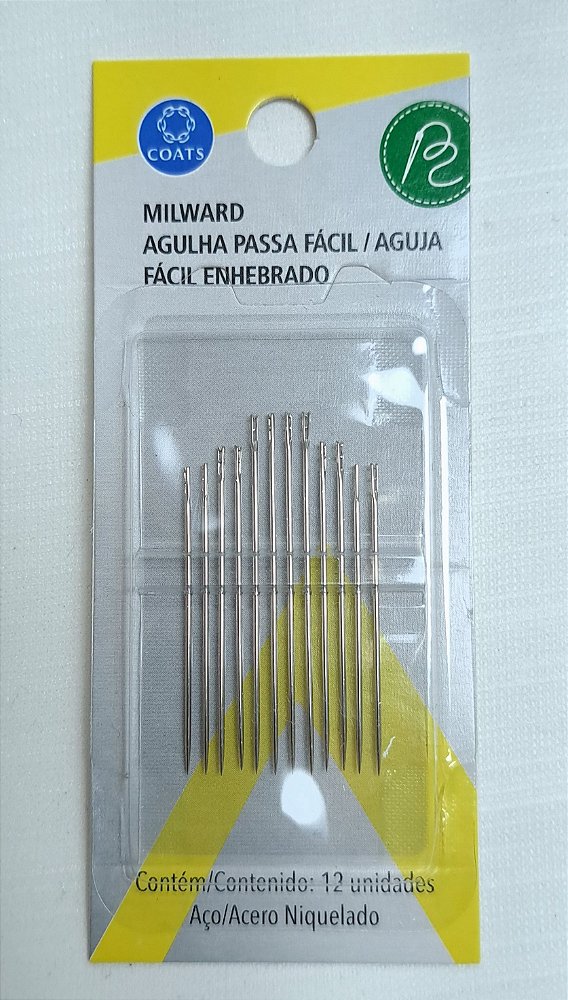 COATS
MILWARD
AGULHA PASSA FÁCIL / AGUJA
FÁCIL ENHEBRADO
Contém/Contenido: 12 unidades
Aço/Acero Niquelado